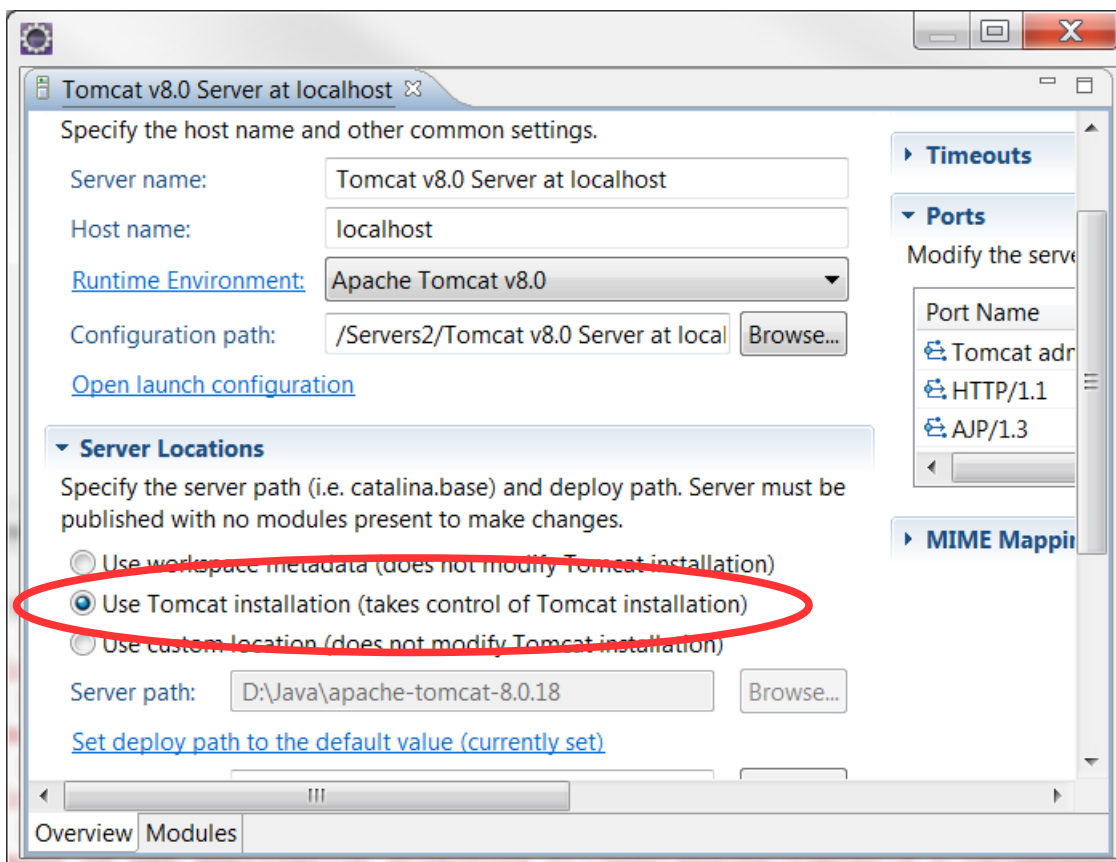 Tomcat v8.0 Server at localhost
Specify the host name and other common settings.
Server name:
Tomcat v8.0 Server at localhost
Host name:
localhost
Runtime Environment:
Apache Tomcat v8.0
Configuration path:
/Servers2/Tomcat v8.0 Server at local
Browse...
Open launch configuration
Server Locations
Specify the server path (i.e. catalina.base) and deploy path. Server must be
published with no modules present to make changes.
Use workspace metadata (does not modify Tomcat installation)
Use Tomcat installation (takes control of Tomcat installation)
Use custom location (does not modify Tomcat installation)
Server path:
D:\Java\apache-tomcat-8.0.18
Browse...
Set deploy path to the default value (currently set)
Timeouts
Ports
Modify the serve
Port Name
Tomcat adr
HTTP/1.1
AJP/1.3
MIME Mappin
Overview
Modules